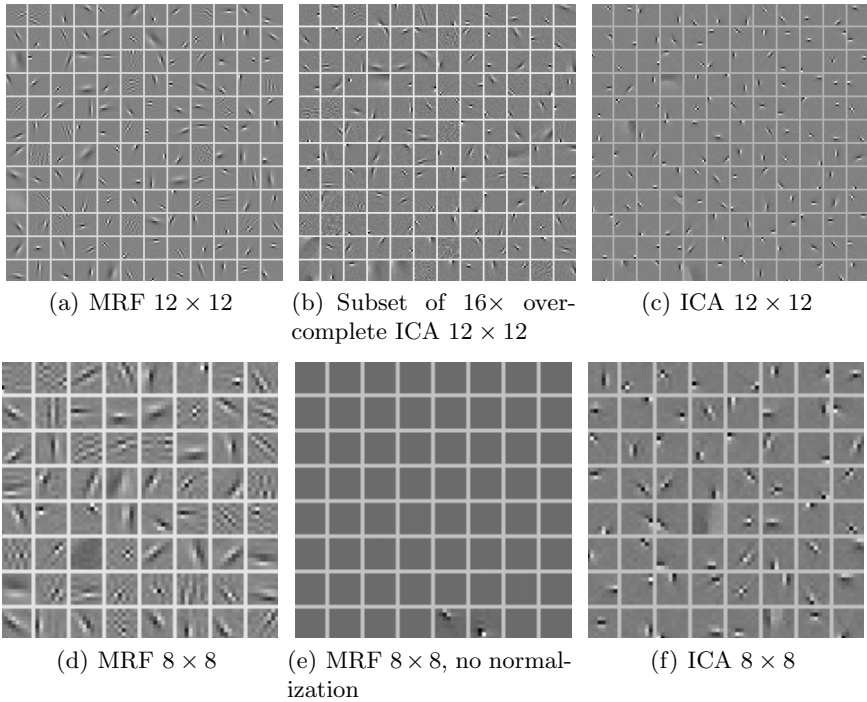 (a) MRF 12 × 12
(b) Subset of 16× over-
complete ICA 12 × 12
(c) ICA 12 × 12
(d) MRF 8 × 8
(e) MRF 8 × 8, no normal-
ization
(f) ICA 8 × 8